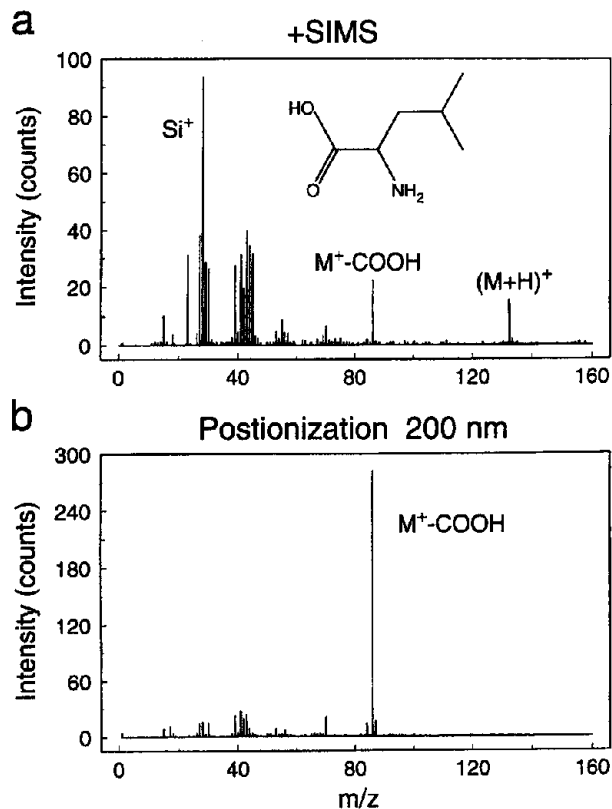 a
+SIMS
Intensity (counts)
100
80
60
40
20
0
Si⁺
HO
O
NH₂
M⁺-COOH
(M+H)⁺
0 40 80 120 160
b
Postionization 200 nm
Intensity (counts)
300
240
180
120
60
0
M⁺-COOH
0 40 80 120 160
m/z